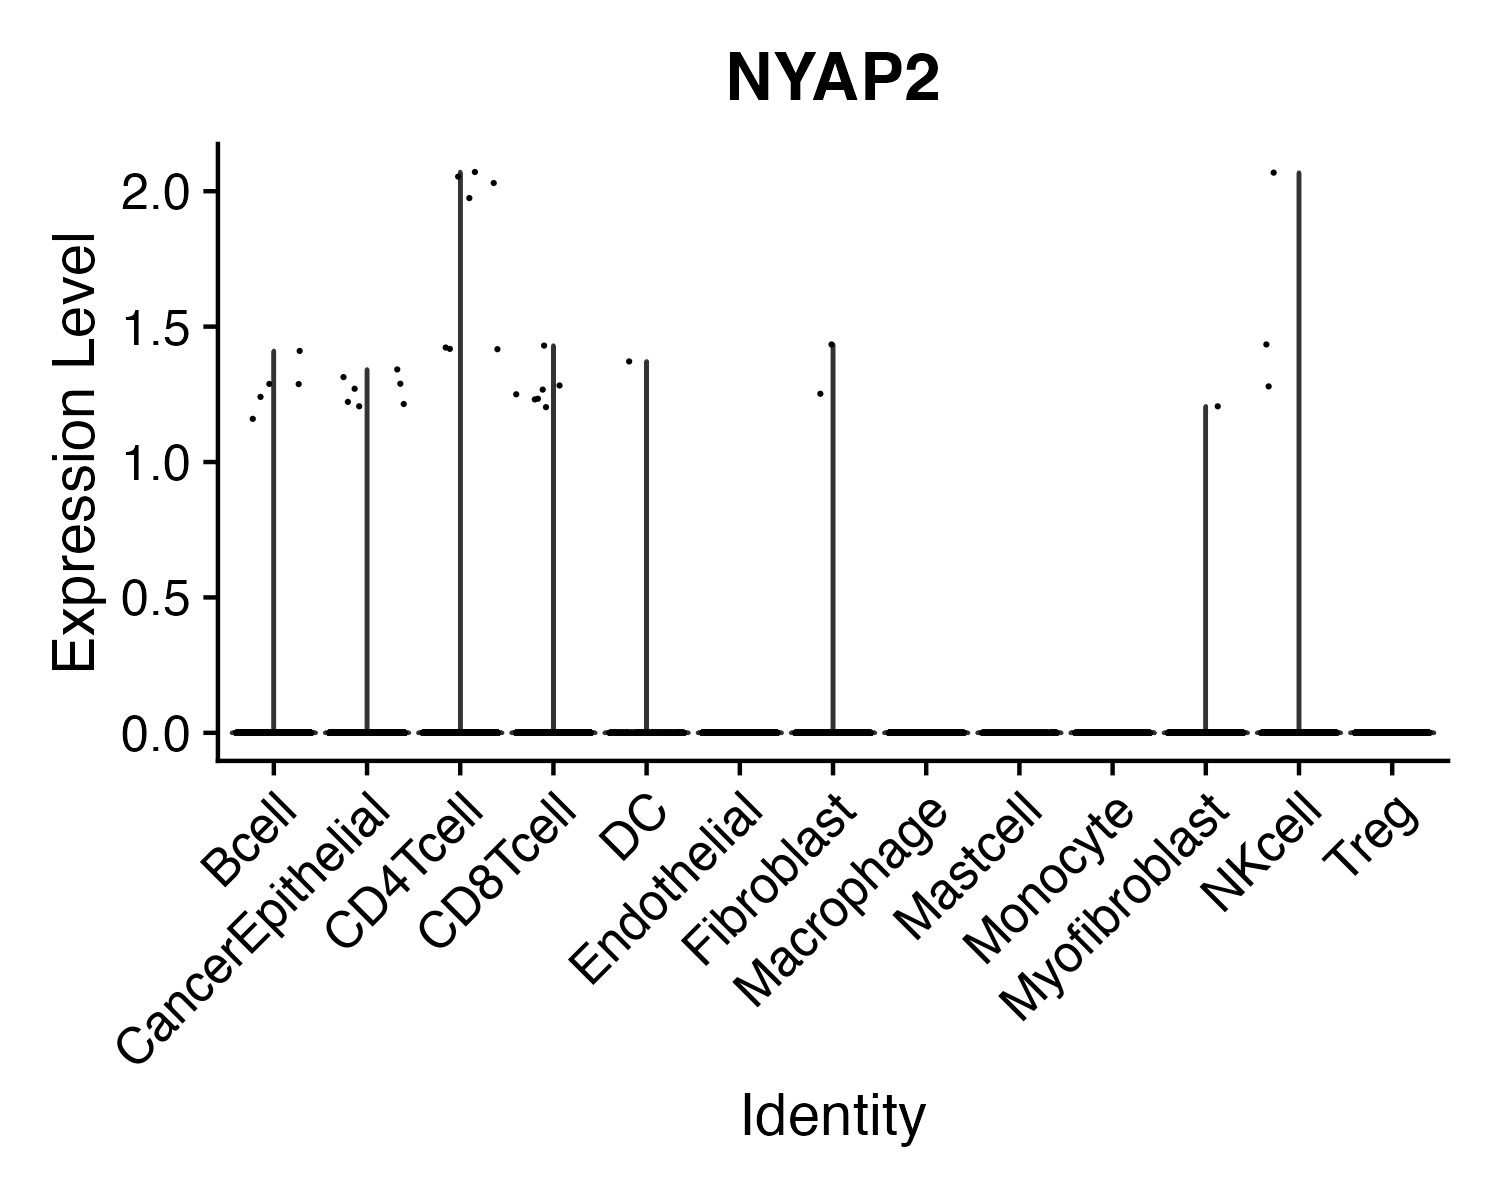 NYAP2
Expression Level
2.0
1.5
1.0
0.5
0.0
Bcell
CancerEpithelial
CD4Tcell
CD8Tcell
DC
Endothelial
Fibroblast
Macrophage
Mastcell
Monocyte
Myofibroblast
NKcell
Treg
Identity